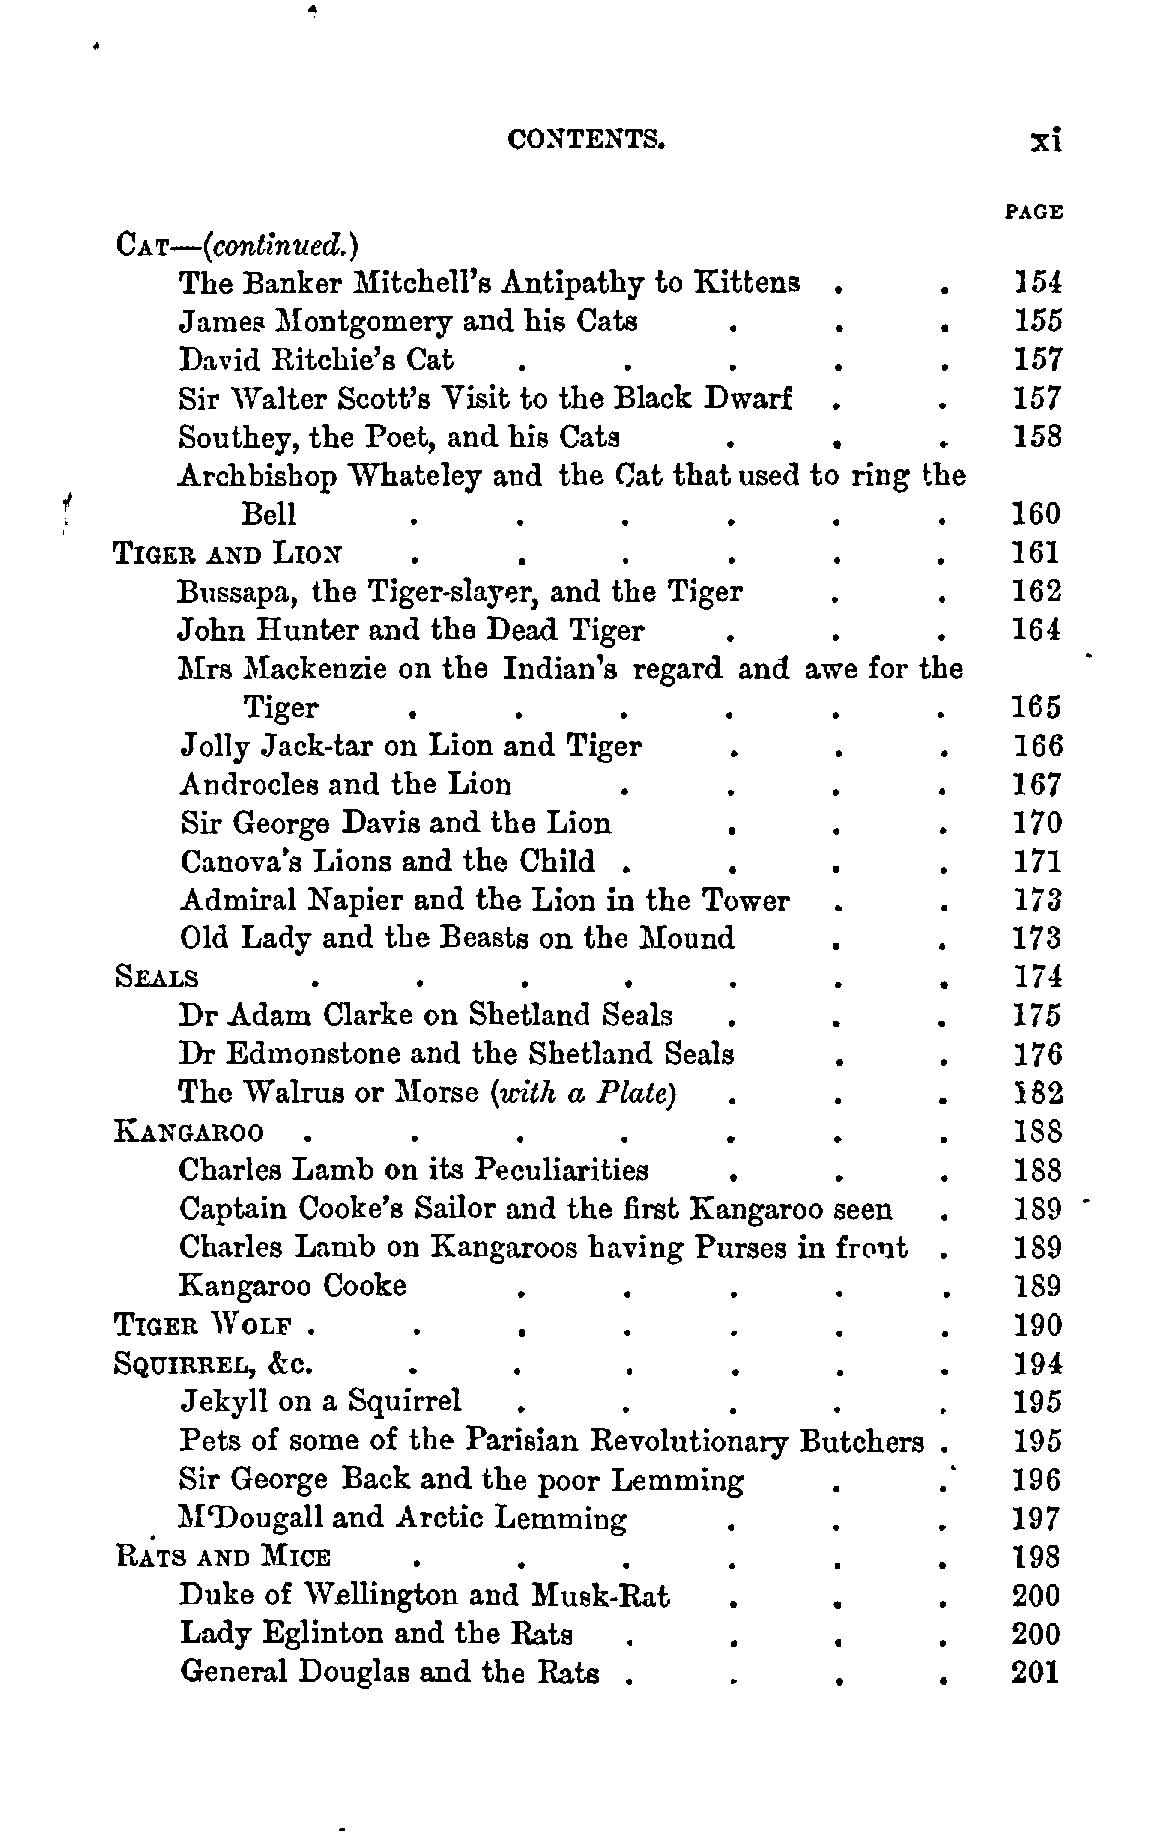 CONTENTS. xi
PAGE
CAT—(continued.)
The Banker Mitchell's Antipathy to Kittens . . 154
James Montgomery and his Cats . . . 155
David Ritchie's Cat . . . . . 157
Sir Walter Scott's Visit to the Black Dwarf . . 157
Southey, the Poet, and his Cats . . . 158
Archbishop Whateley and the Cat that used to ring the
Bell . . . . . . 160
TIGER AND LION . . . . . . 161
Bussapa, the Tiger-slayer, and the Tiger . . 162
John Hunter and the Dead Tiger . . . 164
Mrs Mackenzie on the Indian's regard and awe for the
Tiger . . . . . . 165
Jolly Jack-tar on Lion and Tiger . . . 166
Androcles and the Lion . . . . 167
Sir George Davis and the Lion . . . 170
Canova's Lions and the Child . . . . 171
Admiral Napier and the Lion in the Tower . . 173
Old Lady and the Beasts on the Mound . . 173
SEALS . . . . . . . 174
Dr Adam Clarke on Shetland Seals . . . 175
Dr Edmonstone and the Shetland Seals . . 176
The Walrus or Morse (with a Plate) . . . 182
KANGAROO . . . . . . . 188
Charles Lamb on its Peculiarities . . . 188
Captain Cooke's Sailor and the first Kangaroo seen . 189
Charles Lamb on Kangaroos having Purses in front . 189
Kangaroo Cooke . . . . . 189
TIGER WOLF . . . . . . . 190
SQUIRREL, &c. . . . . . . 194
Jekyll on a Squirrel . . . . . 195
Pets of some of the Parisian Revolutionary Butchers . 195
Sir George Back and the poor Lemming . . 196
M'Dougall and Arctic Lemming . . . 197
RATS AND MICE . . . . . . 198
Duke of Wellington and Musk-Rat . . . 200
Lady Eglinton and the Rats . . . . 200
General Douglas and the Rats . . . . 201